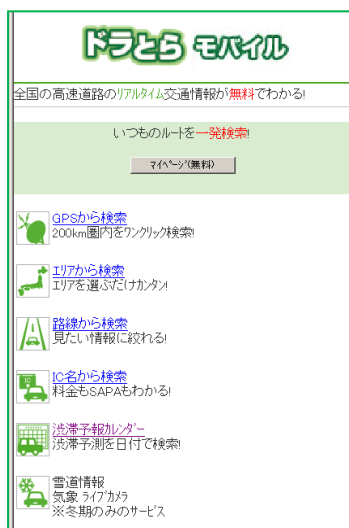 ドラとら モバイル
全国の高速道路のリアルタイム交通情報が無料でわかる!
いつものルートを一発検索!
マイページ(無料)
GPSから検索
200km圏内をワンクリック検索!
エリアから検索
エリアを選ぶだけカンタン!
路線から検索
見たい情報に絞れる!
IC
IC名から検索
料金もSAPAもわかる!
渋滞予報カレンダー
渋滞予測を日付で検索!
雪道情報
気象 ライブカメラ
※冬期のみのサービス